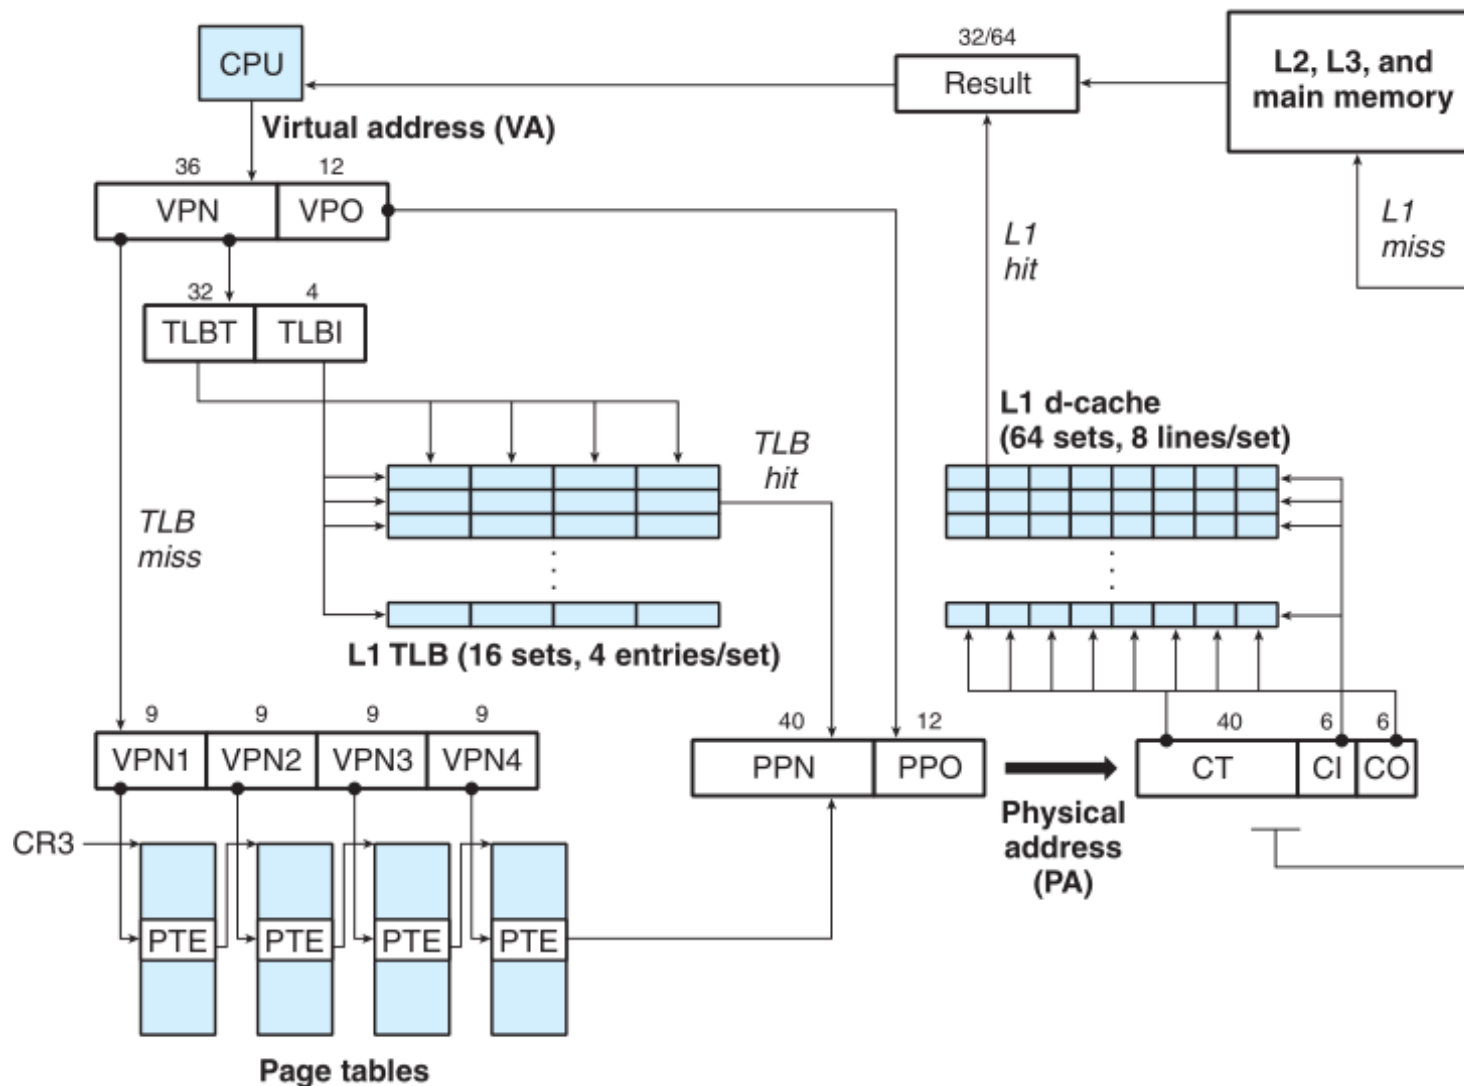 CPU
32/64
Result
L2, L3, and
main memory
Virtual address (VA)
36
12
VPN
VPO
L1
hit
L1
miss
32
4
TLBT
TLBI
TLB
hit
L1 d-cache
(64 sets, 8 lines/set)
TLB
miss
L1 TLB (16 sets, 4 entries/set)
9
9
9
9
VPN1
VPN2
VPN3
VPN4
40
12
PPN
PPO
40
6
6
CT
CI
CO
Physical
address
(PA)
CR3
PTE
PTE
PTE
PTE
Page tables